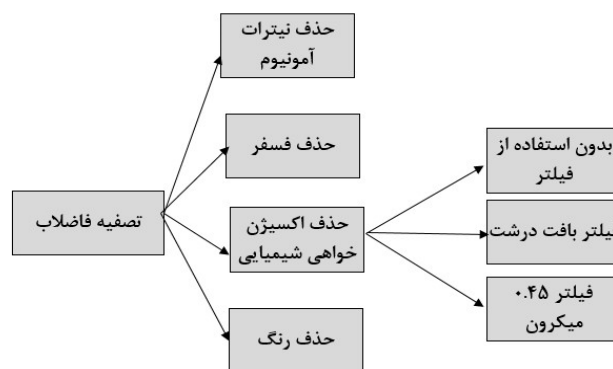 حذف نیترات
آمونیوم
حذف فسفر
تصفیه فاضلاب
حذف اکسیژن
خواهی شیمیایی
حذف رنگ
بدون استفاده از
فیلتر
فیلتر بافت درشت
فیلتر ۰.۴۵
میکرون